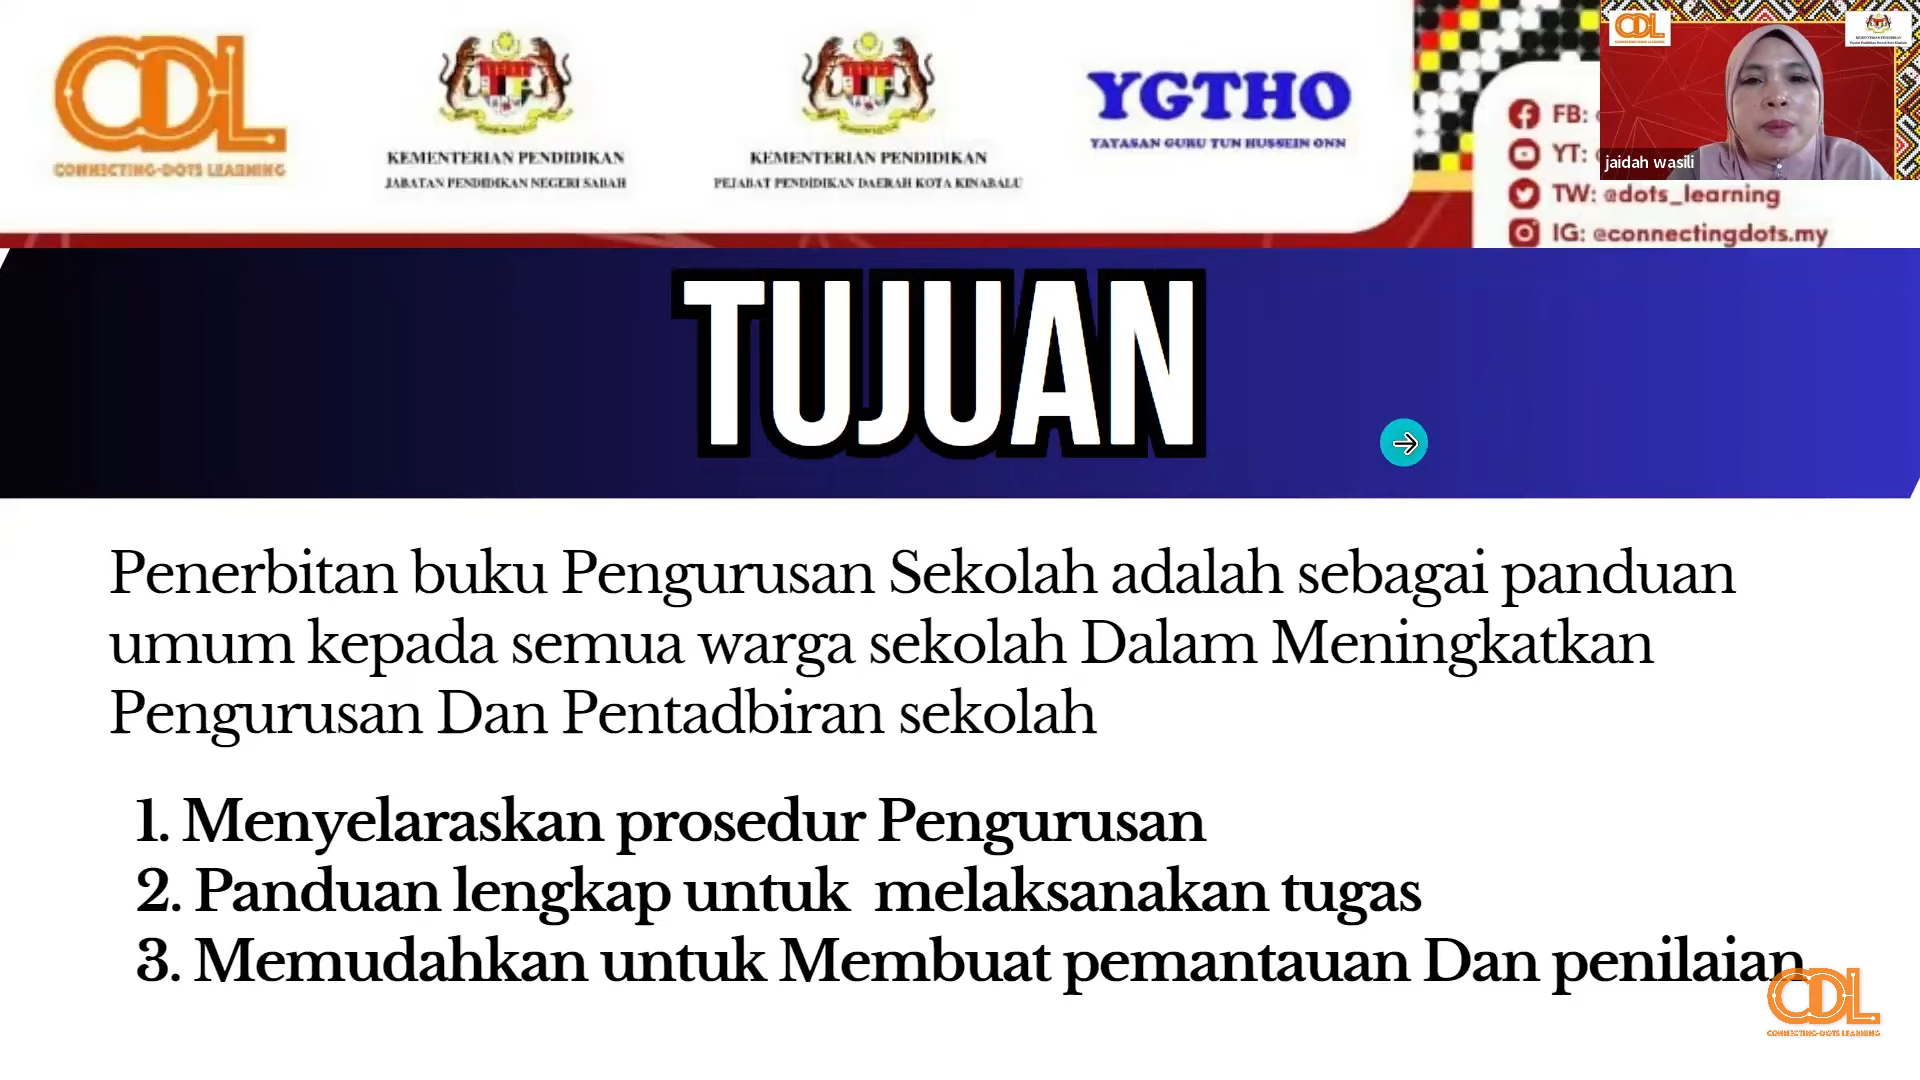 CDL
CONNECTING-DOTS LEARNING
KEMENTERIAN PENDIDIKAN
JABATAN PENDIDIKAN NEGERI SABAH
KEMENTERIAN PENDIDIKAN
PEJABAT PENDIDIKAN DAERAH KOTA KINABALU
YGTHO
YAYASAN GURU TUN HUSSEIN ONN
FB:
YT:
TW: @dots_learning
IG: @connectingdots.my
CDL
jaidah wasili
TUJUAN
Penerbitan buku Pengurusan Sekolah adalah sebagai panduan
umum kepada semua warga sekolah Dalam Meningkatkan
Pengurusan Dan Pentadbiran sekolah
1. Menyelaraskan prosedur Pengurusan
2. Panduan lengkap untuk melaksanakan tugas
3. Memudahkan untuk Membuat pemantauan Dan penilaian
CDL
CONNECTING-DOTS LEARNING